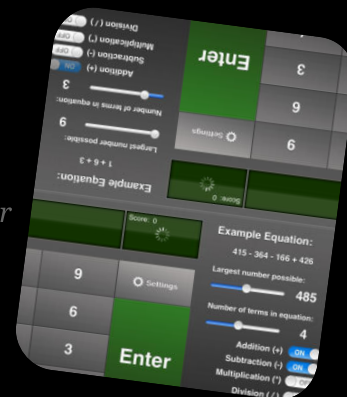 Division ( / )
OFF
Multiplication (*)
OFF
Subtraction (-)
ON
Addition (+)
3
Number of terms in equation:
9
Largest possible number:
1 + 6 + 3
Example Equation:
Enter
3
6
9
Settings
Score: 0
r
Score: 0
Example Equation:
415 - 364 - 166 + 426
Largest number possible:
485
Number of terms in equation:
4
Addition (+)
ON
Subtraction (-)
ON
Multiplication (*)
Division ( / )
9
Settings
6
3
Enter